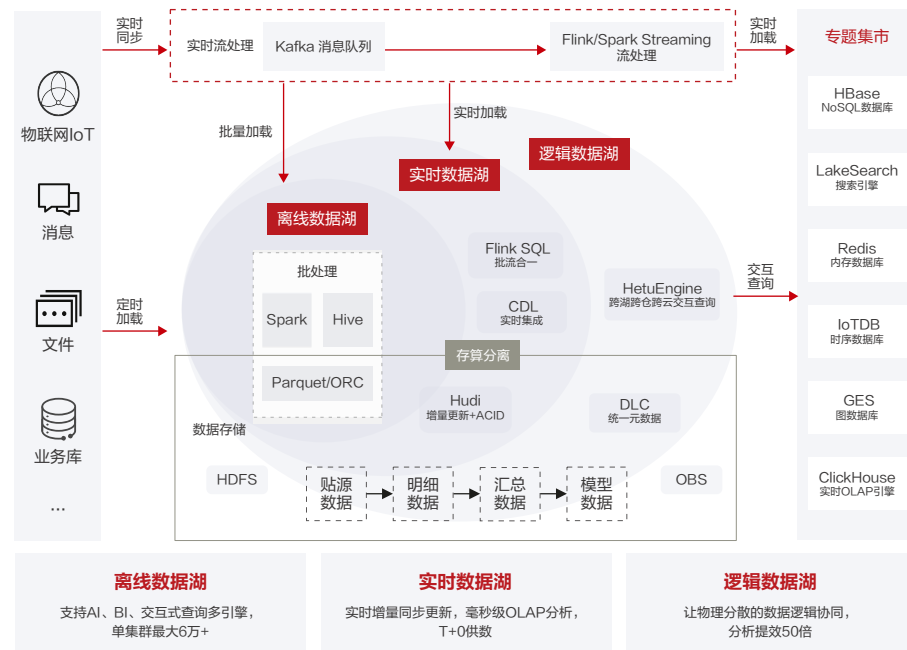 实时
同步
实时流处理
Kafka 消息队列
Flink/Spark Streaming
流处理
实时
加载
专题集市
物联网IoT
消息
文件
业务库
...
定时
加载
批量加载
实时加载
逻辑数据湖
实时数据湖
离线数据湖
批处理
Spark
Hive
Parquet/ORC
Flink SQL
批流合一
CDL
实时集成
HetuEngine
跨湖跨仓跨云交互查询
交互
查询
存算分离
Hudi
增量更新+ACID
DLC
统一元数据
数据存储
HDFS
贴源
数据
明细
数据
汇总
数据
模型
数据
OBS
HBase
NoSQL数据库
LakeSearch
搜索引擎
Redis
内存数据库
IoTDB
时序数据库
GES
图数据库
ClickHouse
实时OLAP引擎
离线数据湖
支持AI、BI、交互式查询多引擎，
单集群最大6万+
实时数据湖
实时增量同步更新，毫秒级OLAP分析，
T+0供数
逻辑数据湖
让物理分散的数据逻辑协同，
分析提效50倍